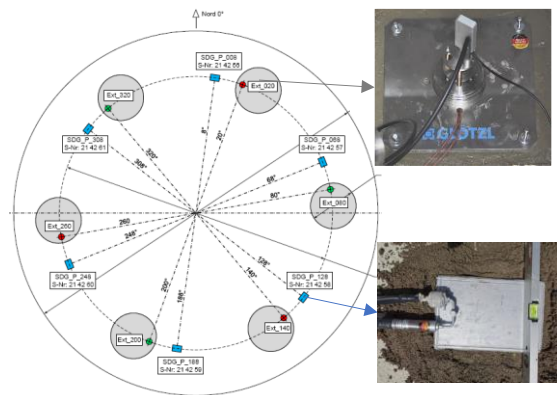 Nord 0°
SDG_P_008
S-Nr: 21 42 56
Ext_020
Ext_320
SDG_P_308
S-Nr: 21 42 61
SDG_P_068
S-Nr: 21 42 57
8°
20°
320°
308°
68°
80°
Ext_080
Ext_260
260
248°
SDG_P_248
S-Nr: 21 42 60
128°
140°
SDG_P_128
S-Nr: 21 42 58
200°
188°
Ext_200
Ext_140
SDG_P_188
S-Nr: 21 42 59
GLÖTZL